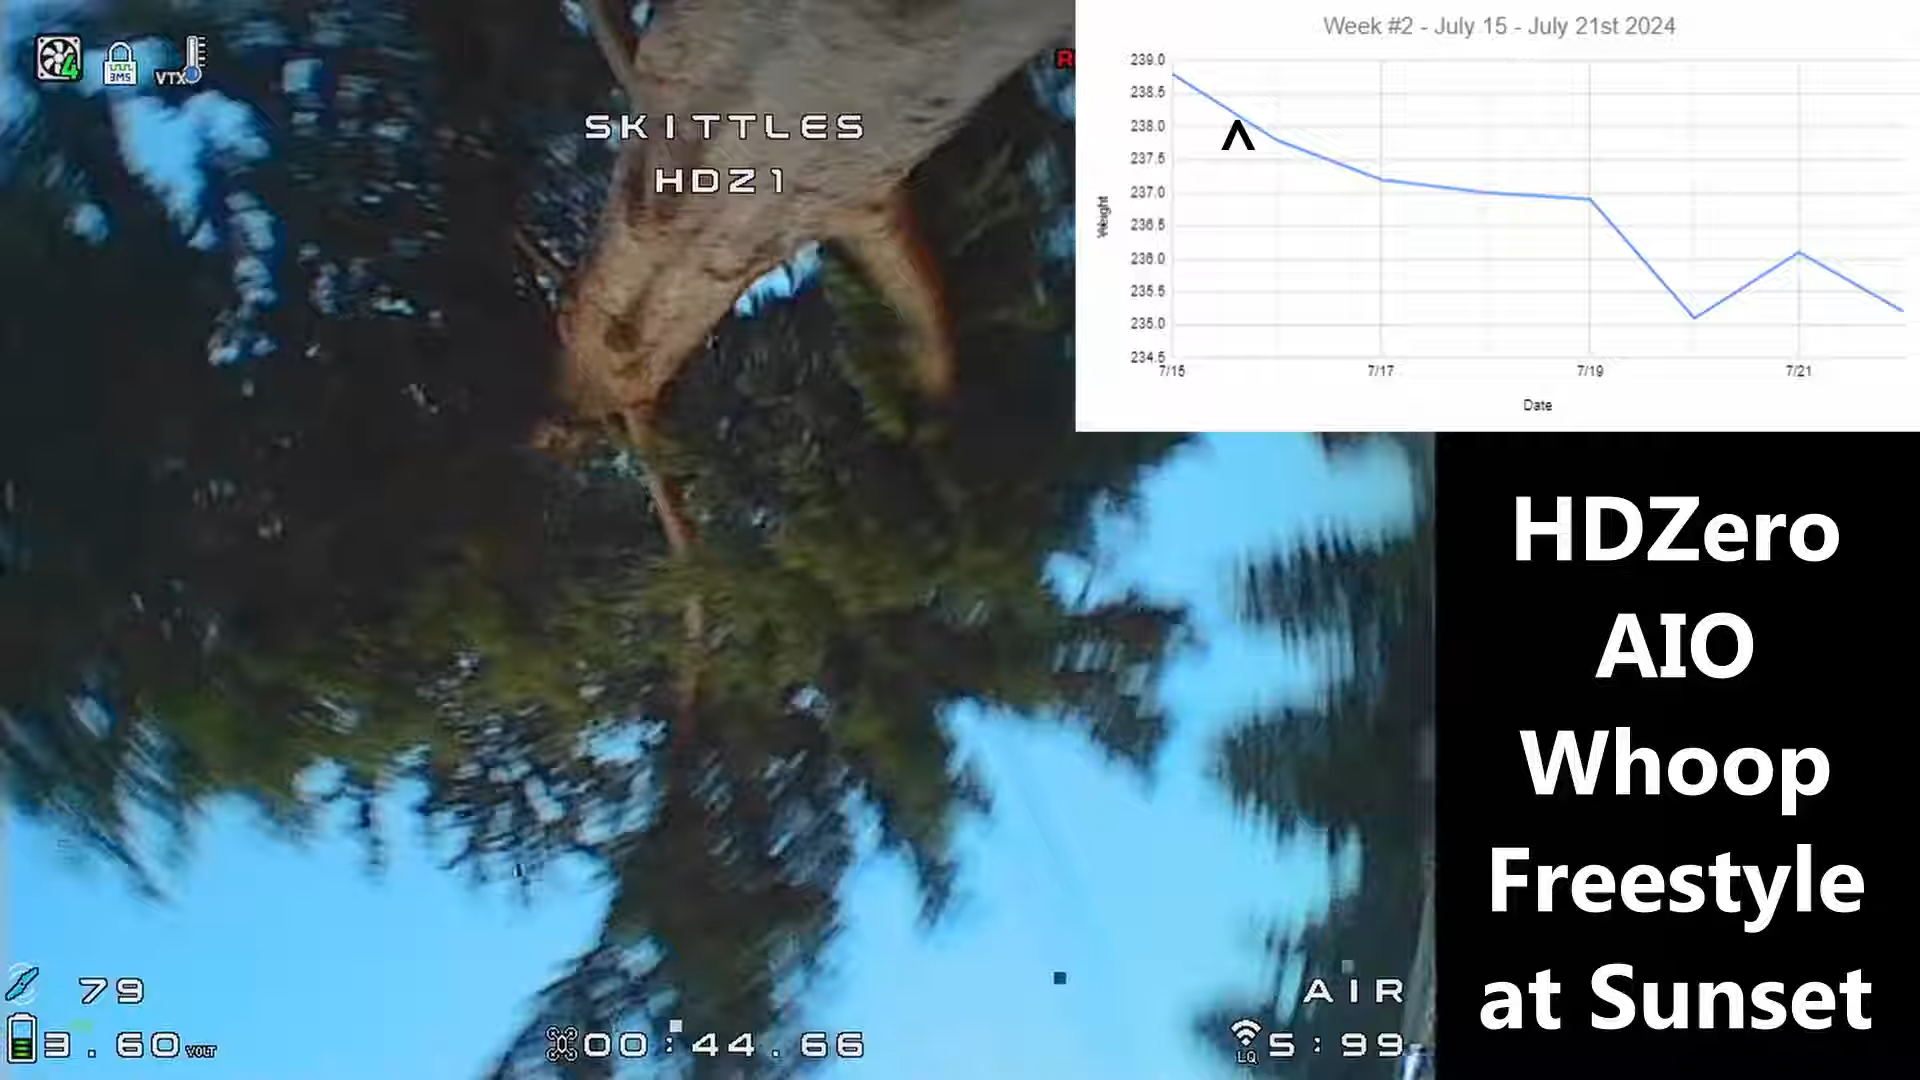 4
3MS
VTX
R
SKITTLES
HDZ1
Week #2 - July 15 - July 21st 2024
239.0
238.5
238.0
237.5
237.0
236.5
236.0
235.5
235.0
234.5
Weight
^
7/15 7/17 7/19 7/21
Date
HDZero
AIO
Whoop
Freestyle
at Sunset
79
AIR
3.60 VOLT
00:44.66
LQ 5:99